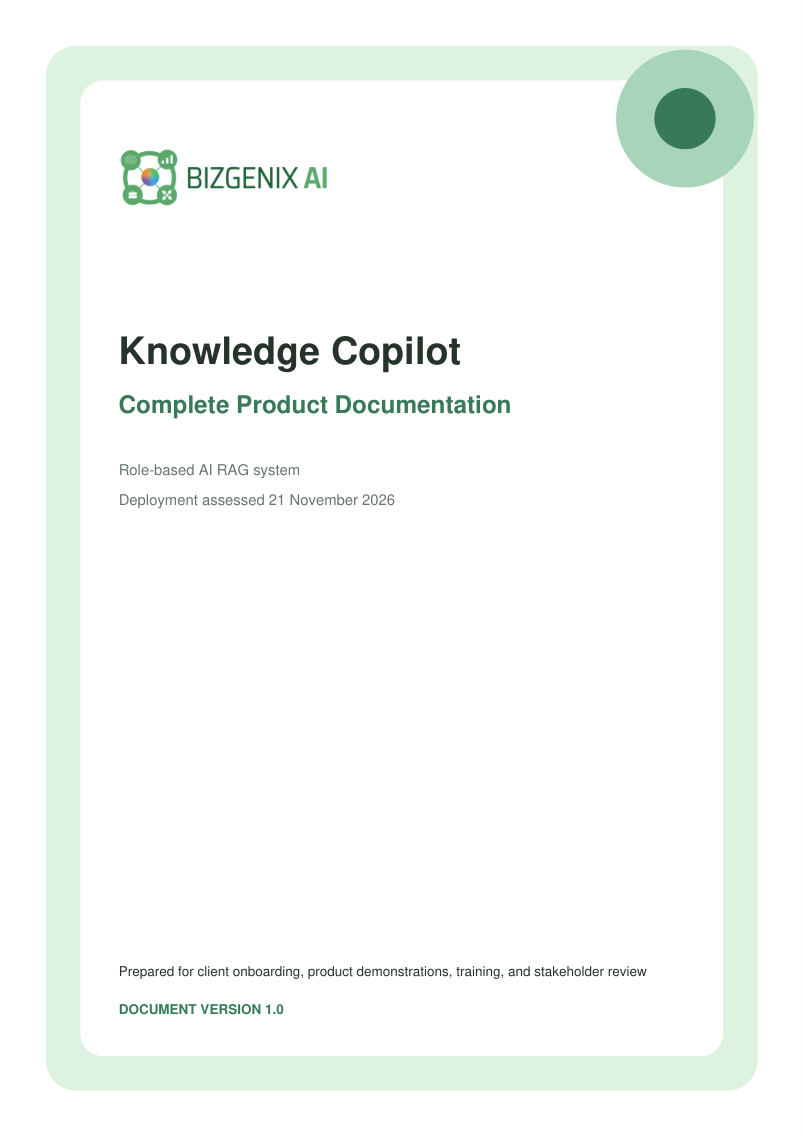 BIZGENIX AI
Knowledge Copilot
Complete Product Documentation
Role-based AI RAG system
Deployment assessed 21 November 2026
Prepared for client onboarding, product demonstrations, training, and stakeholder review
DOCUMENT VERSION 1.0